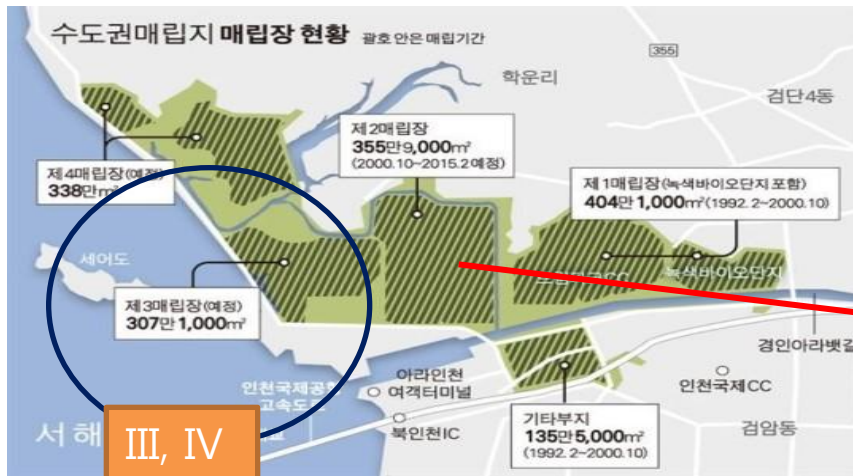 수도권매립지 매립장 현황 괄호 안은 매립기간
355
학운리
검단4동
제2매립장
355만9,000㎡
(2000.10~2015.2예정)
제4매립장(예정)
338만㎡
제1매립장(녹색바이오단지 포함)
404만 1,000㎡(1992.2~2000.10)
세어도
녹색바이오단지
제3매립장(예정)
307만 1,000㎡
경인아라뱃길
아라인천
여객터미널
인천국제공항
고속도로
인천국제CC
기타부지
135만 5,000㎡
(1992.2~2000.10)
북인천IC
검암동
서해
III, IV